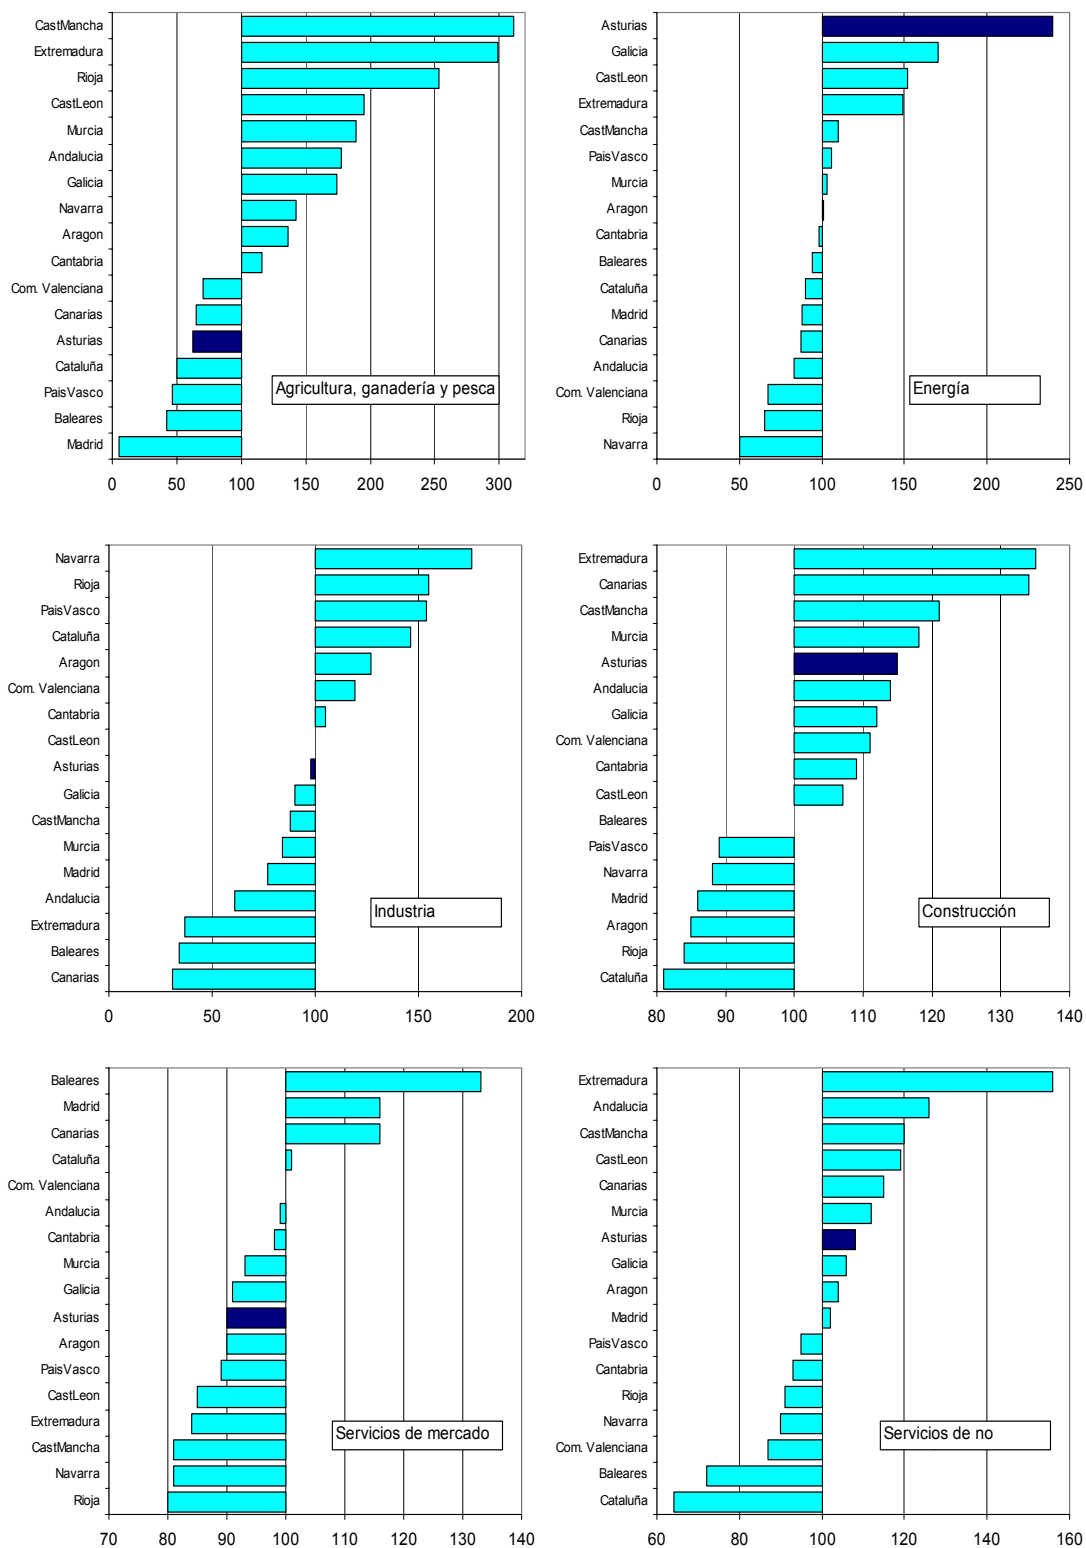 CastMancha
Extremadura
Rioja
CastLeon
Murcia
Andalucia
Galicia
Navarra
Aragon
Cantabria
Com. Valenciana
Canarias
Asturias
Cataluña
PaisVasco
Baleares
Madrid
Agricultura, ganadería y pesca
0 50 100 150 200 250 300
Asturias
Galicia
CastLeon
Extremadura
CastMancha
PaisVasco
Murcia
Aragon
Cantabria
Baleares
Cataluña
Madrid
Canarias
Andalucia
Com. Valenciana
Rioja
Navarra
Energía
0 50 100 150 200 250
Navarra
Rioja
PaisVasco
Cataluña
Aragon
Com. Valenciana
Cantabria
CastLeon
Asturias
Galicia
CastMancha
Murcia
Madrid
Andalucia
Extremadura
Baleares
Canarias
Industria
0 50 100 150 200
Extremadura
Canarias
CastMancha
Murcia
Asturias
Andalucia
Galicia
Com. Valenciana
Cantabria
CastLeon
Baleares
PaisVasco
Navarra
Madrid
Aragon
Rioja
Cataluña
Construcción
80 90 100 110 120 130 140
Baleares
Madrid
Canarias
Cataluña
Com. Valenciana
Andalucia
Cantabria
Murcia
Galicia
Asturias
Aragon
PaisVasco
CastLeon
Extremadura
CastMancha
Navarra
Rioja
Servicios de mercado
70 80 90 100 110 120 130 140
Extremadura
Andalucia
CastMancha
CastLeon
Canarias
Murcia
Asturias
Galicia
Aragon
Madrid
PaisVasco
Cantabria
Rioja
Navarra
Com. Valenciana
Baleares
Cataluña
Servicios de no
60 80 100 120 140 160